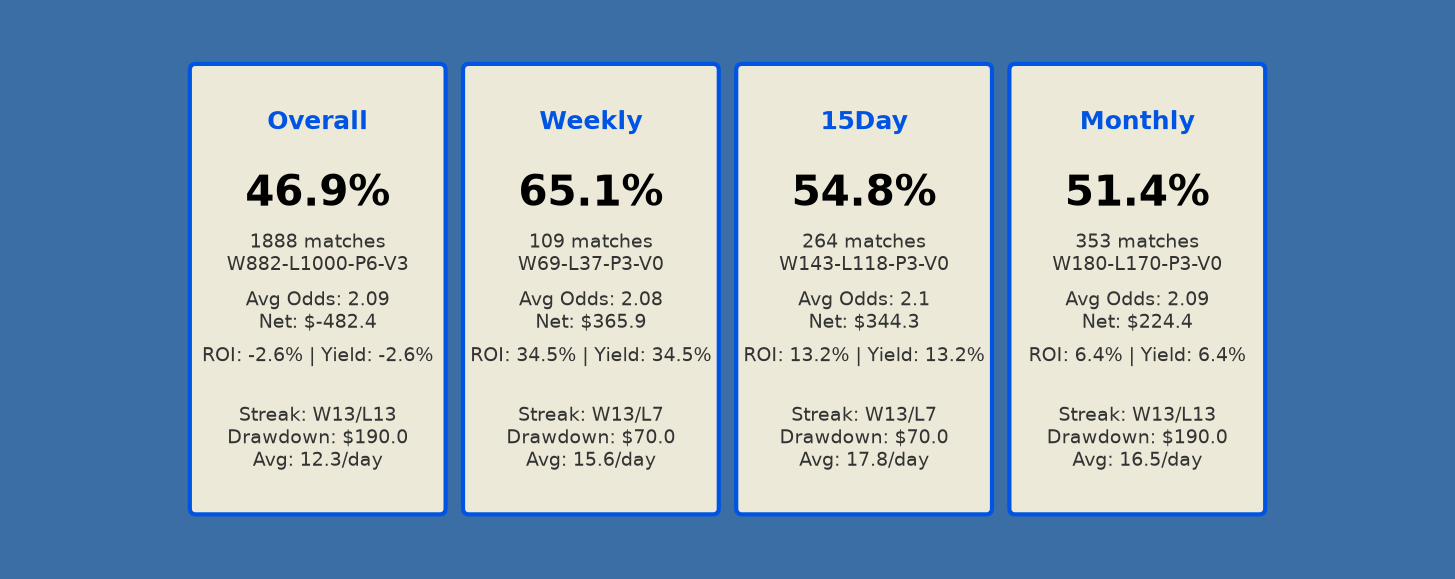 Overall
46.9%
1888 matches
W882-L1000-P6-V3
Avg Odds: 2.09
Net: $-482.4
ROI: -2.6% | Yield: -2.6%
Streak: W13/L13
Drawdown: $190.0
Avg: 12.3/day
Weekly
65.1%
109 matches
W69-L37-P3-V0
Avg Odds: 2.08
Net: $365.9
ROI: 34.5% | Yield: 34.5%
Streak: W13/L7
Drawdown: $70.0
Avg: 15.6/day
15Day
54.8%
264 matches
W143-L118-P3-V0
Avg Odds: 2.1
Net: $344.3
ROI: 13.2% | Yield: 13.2%
Streak: W13/L7
Drawdown: $70.0
Avg: 17.8/day
Monthly
51.4%
353 matches
W180-L170-P3-V0
Avg Odds: 2.09
Net: $224.4
ROI: 6.4% | Yield: 6.4%
Streak: W13/L13
Drawdown: $190.0
Avg: 16.5/day